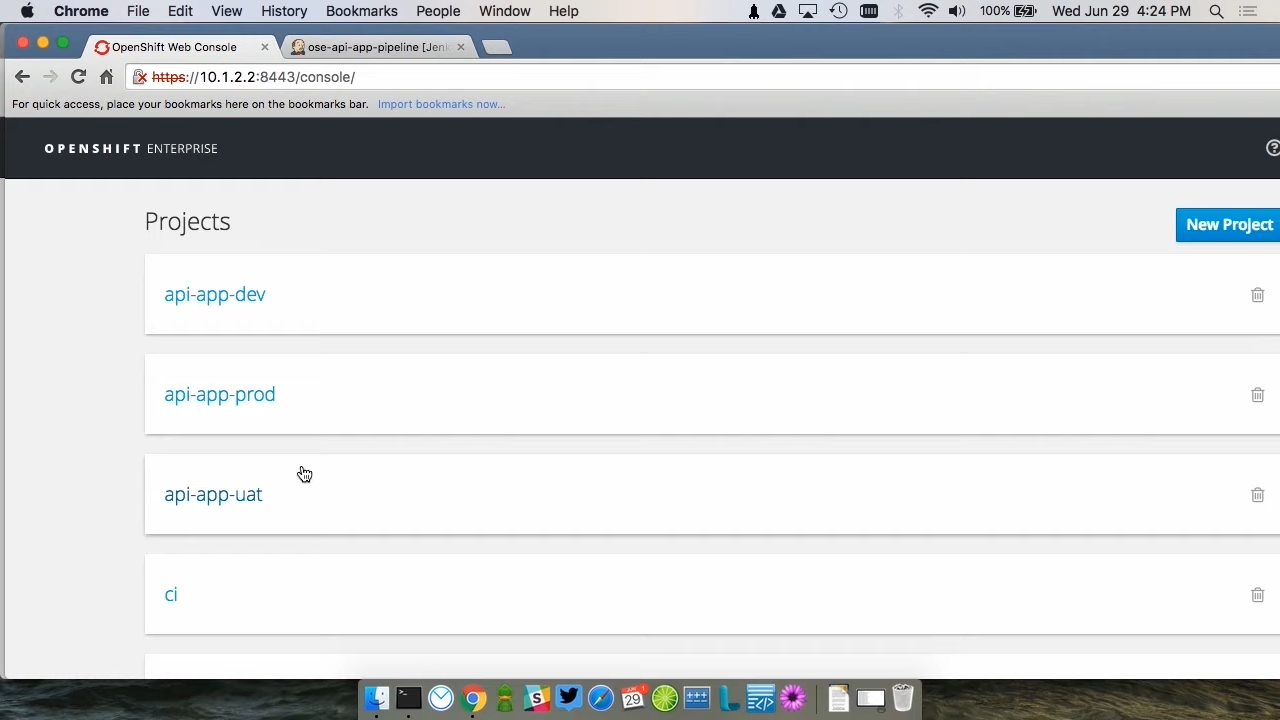 Chrome File Edit View History Bookmarks People Window Help 100% Wed Jun 29 4:24 PM
OpenShift Web Console ose-api-app-pipeline [Jenk
https://10.1.2.2:8443/console/
For quick access, place your bookmarks here on the bookmarks bar. Import bookmarks now...
OPENSHIFT ENTERPRISE
Projects
New Project
api-app-dev
api-app-prod
api-app-uat
ci
29